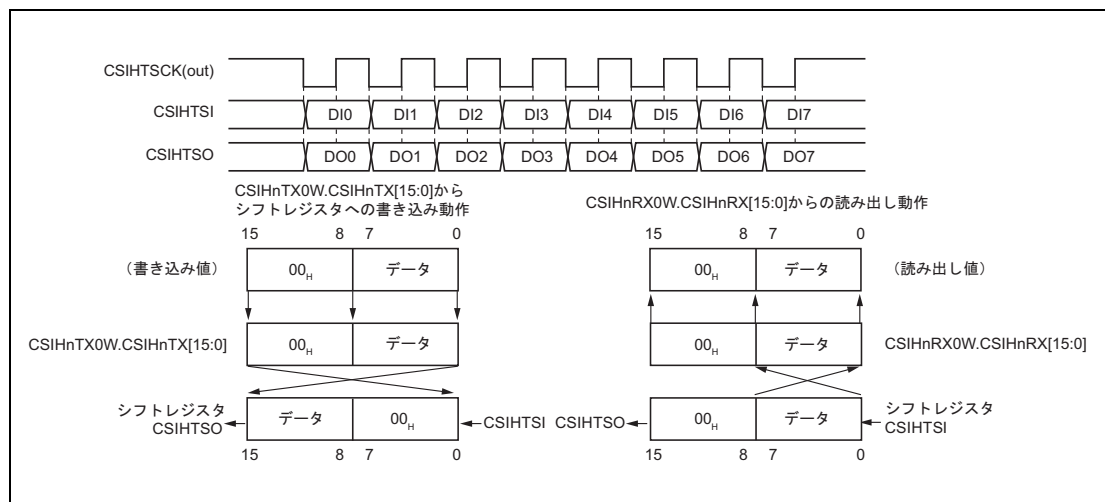 CSIHTSCK(out)
CSIHTSI DI0 DI1 DI2 DI3 DI4 DI5 DI6 DI7
CSIHTSO DO0 DO1 DO2 DO3 DO4 DO5 DO6 DO7
CSIHnTX0W.CSIHnTX[15:0]から
シフトレジスタへの書き込み動作
15 8 7 0
(書き込み値) 00H データ
CSIHnTX0W.CSIHnTX[15:0] 00H データ
シフトレジスタ
CSIHTSO データ 00H CSIHTSI
15 8 7 0
CSIHnRX0W.CSIHnRX[15:0]からの読み出し動作
15 8 7 0
00H データ (読み出し値)
00H データ CSIHnRX0W.CSIHnRX[15:0]
CSIHTSO 00H データ シフトレジスタ
CSIHTSI
15 8 7 0